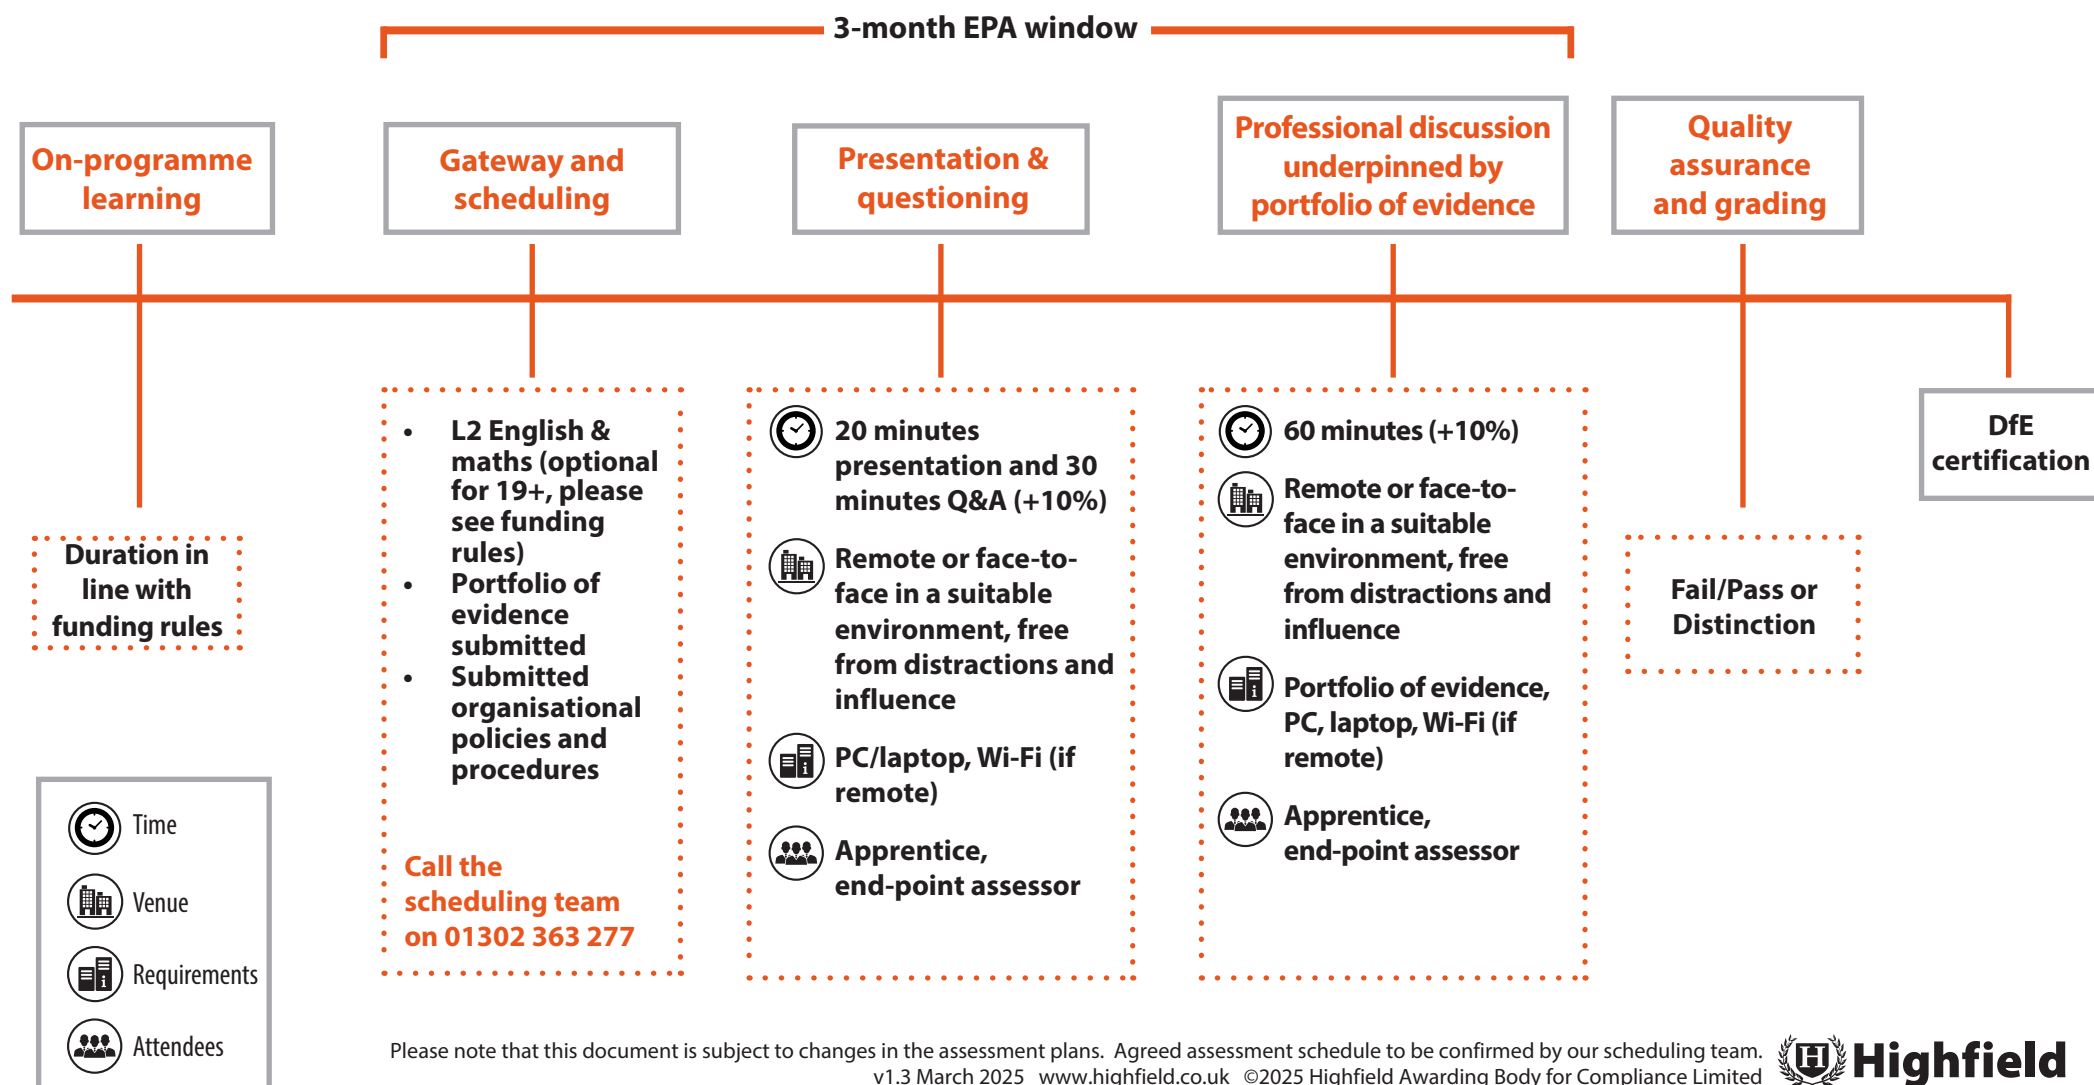 3-month EPA window
On-programme
learning
Gateway and
scheduling
Presentation &
questioning
Professional discussion
underpinned by
portfolio of evidence
Quality
assurance
and grading
Duration in
line with
funding rules
• L2 English &
maths (optional
for 19+, please
see funding
rules)
• Portfolio of
evidence
submitted
• Submitted
organisational
policies and
procedures
Call the
scheduling team
on 01302 363 277
20 minutes
presentation and 30
minutes Q&A (+10%)
Remote or face-to-
face in a suitable
environment, free
from distractions and
influence
PC/laptop, Wi-Fi (if
remote)
Apprentice,
end-point assessor
60 minutes (+10%)
Remote or face-to-
face in a suitable
environment, free
from distractions and
influence
Portfolio of evidence,
PC, laptop, Wi-Fi (if
remote)
Apprentice,
end-point assessor
Fail/Pass or
Distinction
DfE
certification
Time
Venue
Requirements
Attendees
Please note that this document is subject to changes in the assessment plans. Agreed assessment schedule to be confirmed by our scheduling team.
v1.3 March 2025 www.highfield.co.uk ©2025 Highfield Awarding Body for Compliance Limited
H Highfield